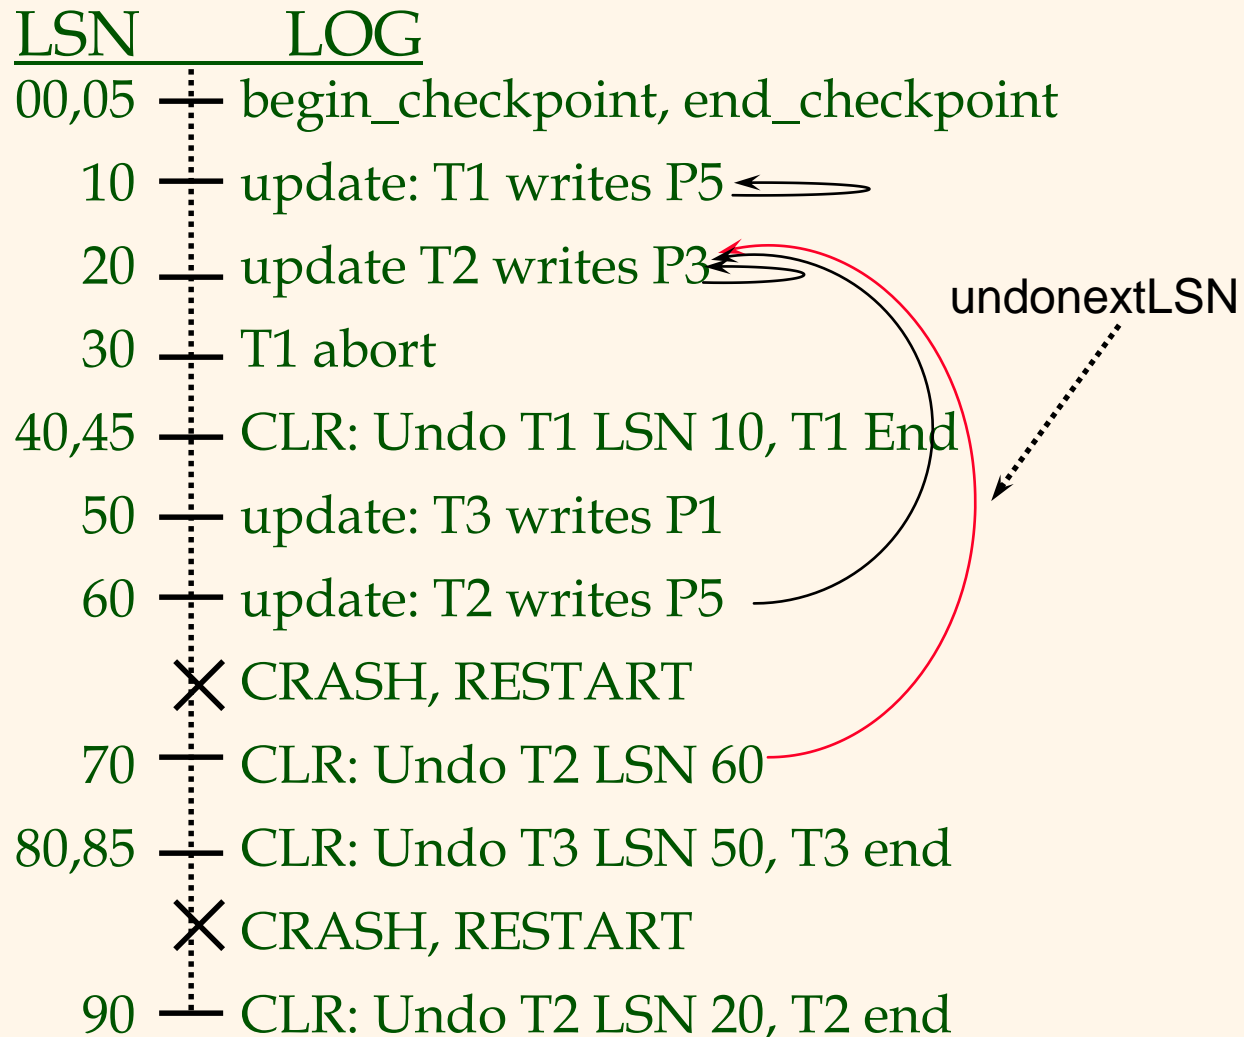 LSN LOG
00,05 begin_checkpoint, end_checkpoint
10 update: T1 writes P5
20 update T2 writes P3
undonextLSN
30 T1 abort
40,45 CLR: Undo T1 LSN 10, T1 End
50 update: T3 writes P1
60 update: T2 writes P5
CRASH, RESTART
70 CLR: Undo T2 LSN 60
80,85 CLR: Undo T3 LSN 50, T3 end
CRASH, RESTART
90 CLR: Undo T2 LSN 20, T2 end